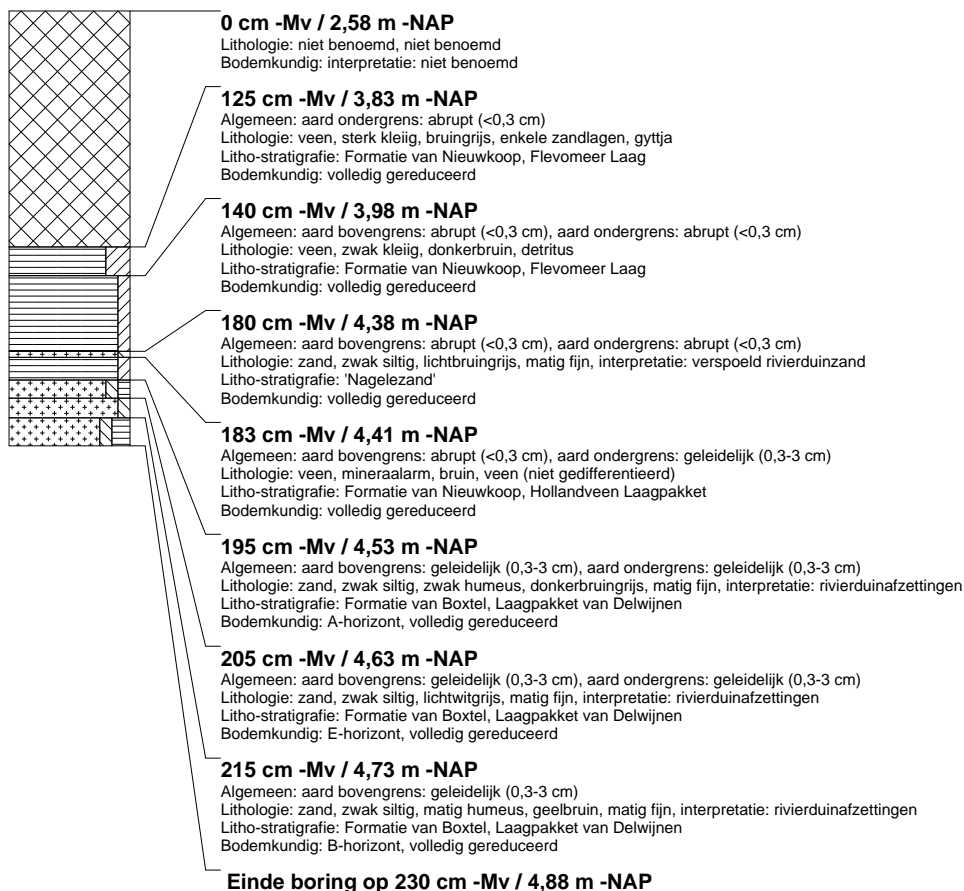 0 cm -Mv / 2,58 m -NAP
Lithologie: niet benoemd, niet benoemd
Bodemkundig: interpretatie: niet benoemd
125 cm -Mv / 3,83 m -NAP
Algemeen: aard ondergrens: abrupt (<0,3 cm)
Lithologie: veen, sterk kleiig, bruingrijs, enkele zandlagen, gyttja
Litho-stratigrafie: Formatie van Nieuwkoop, Flevomeer Laag
Bodemkundig: volledig gereduceerd
140 cm -Mv / 3,98 m -NAP
Algemeen: aard bovengrens: abrupt (<0,3 cm), aard ondergrens: abrupt (<0,3 cm)
Lithologie: veen, zwak kleiig, donkerbruin, detritus
Litho-stratigrafie: Formatie van Nieuwkoop, Flevomeer Laag
Bodemkundig: volledig gereduceerd
180 cm -Mv / 4,38 m -NAP
Algemeen: aard bovengrens: abrupt (<0,3 cm), aard ondergrens: abrupt (<0,3 cm)
Lithologie: zand, zwak siltig, lichtbruingrijs, matig fijn, interpretatie: verspoeld rivierduinzand
Litho-stratigrafie: 'Nagelezand'
Bodemkundig: volledig gereduceerd
183 cm -Mv / 4,41 m -NAP
Algemeen: aard bovengrens: abrupt (<0,3 cm), aard ondergrens: geleidelijk (0,3-3 cm)
Lithologie: veen, mineraalarm, bruin, veen (niet gedifferentieerd)
Litho-stratigrafie: Formatie van Nieuwkoop, Hollandveen Laagpakket
Bodemkundig: volledig gereduceerd
195 cm -Mv / 4,53 m -NAP
Algemeen: aard bovengrens: geleidelijk (0,3-3 cm), aard ondergrens: geleidelijk (0,3-3 cm)
Lithologie: zand, zwak siltig, zwak humeus, donkerbruingrijs, matig fijn, interpretatie: rivierduinafzettingen
Litho-stratigrafie: Formatie van Boxtel, Laagpakket van Delwijnen
Bodemkundig: A-horizont, volledig gereduceerd
205 cm -Mv / 4,63 m -NAP
Algemeen: aard bovengrens: geleidelijk (0,3-3 cm), aard ondergrens: geleidelijk (0,3-3 cm)
Lithologie: zand, zwak siltig, lichtwitgrijs, matig fijn, interpretatie: rivierduinafzettingen
Litho-stratigrafie: Formatie van Boxtel, Laagpakket van Delwijnen
Bodemkundig: E-horizont, volledig gereduceerd
215 cm -Mv / 4,73 m -NAP
Algemeen: aard bovengrens: geleidelijk (0,3-3 cm)
Lithologie: zand, zwak siltig, matig humeus, geelbruin, matig fijn, interpretatie: rivierduinafzettingen
Litho-stratigrafie: Formatie van Boxtel, Laagpakket van Delwijnen
Bodemkundig: B-horizont, volledig gereduceerd
Einde boring op 230 cm -Mv / 4,88 m -NAP